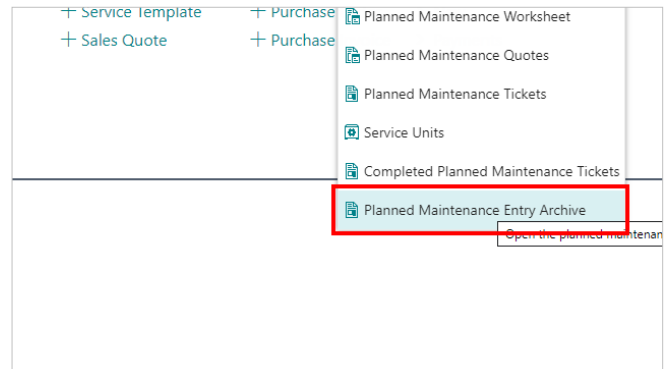 + Service Template
+ Purchase
+ Sales Quote
+ Purchase
Planned Maintenance Worksheet
Planned Maintenance Quotes
Planned Maintenance Tickets
Service Units
Completed Planned Maintenance Tickets
Planned Maintenance Entry Archive
Open the planned maintenan